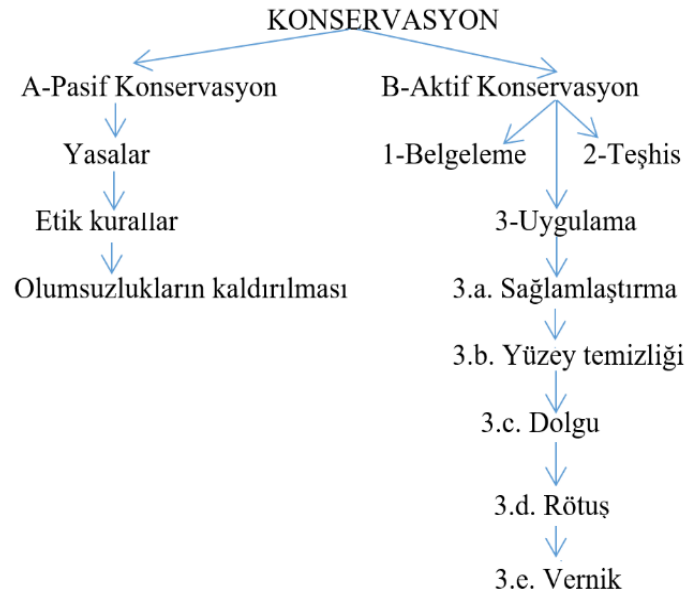 KONSERVASYON
A-Pasif Konservasyon
B-Aktif Konservasyon
Yasalar
1-Belgeleme
2-Teşhis
Etik kurallar
3-Uygulama
Olumsuzlukların kaldırılması
3.a. Sağlamlaştırma
3.b. Yüzey temizliği
3.c. Dolgu
3.d. Rötuş
3.e. Vernik